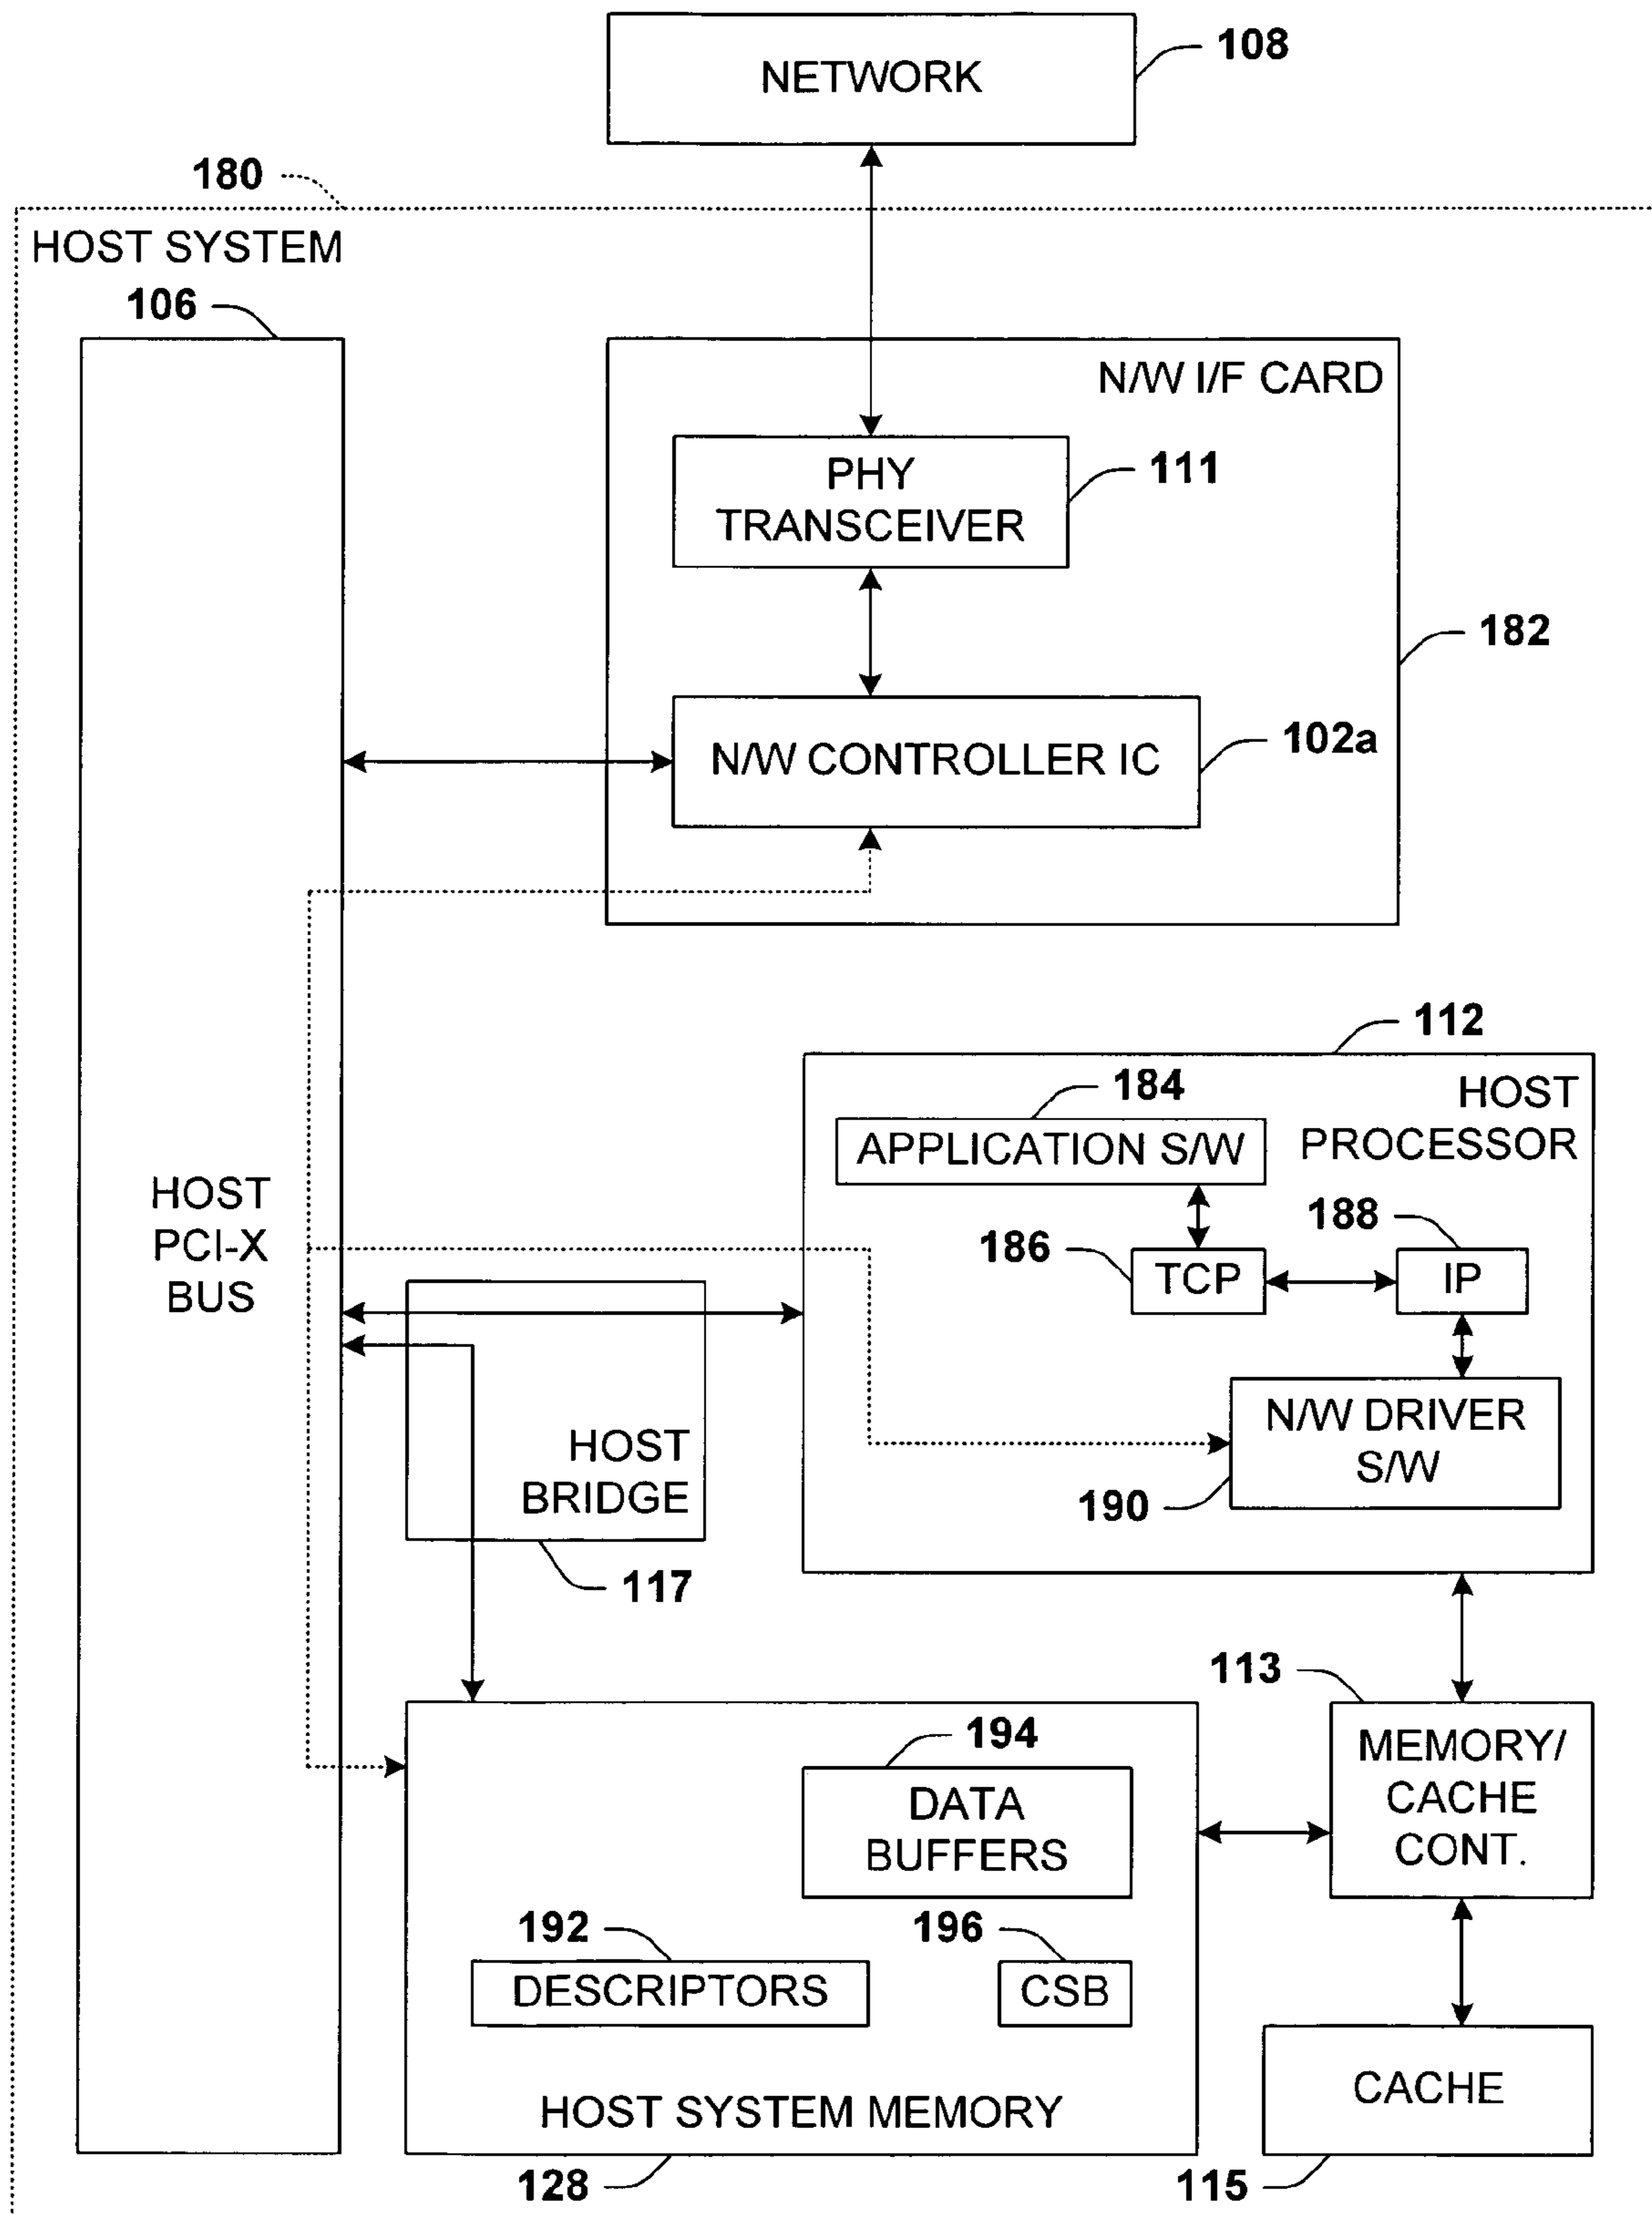 NETWORK
108
180
HOST SYSTEM
106
N/W I/F CARD
PHY
TRANSCEIVER
111
182
N/W CONTROLLER IC
102a
112
HOST
PROCESSOR
184
APPLICATION S/W
HOST
PCI-X
BUS
186
TCP
188
IP
HOST
BRIDGE
117
N/W DRIVER
S/W
190
113
MEMORY/
CACHE
CONT.
194
DATA
BUFFERS
192
DESCRIPTORS
196
CSB
HOST SYSTEM MEMORY
128
CACHE
115